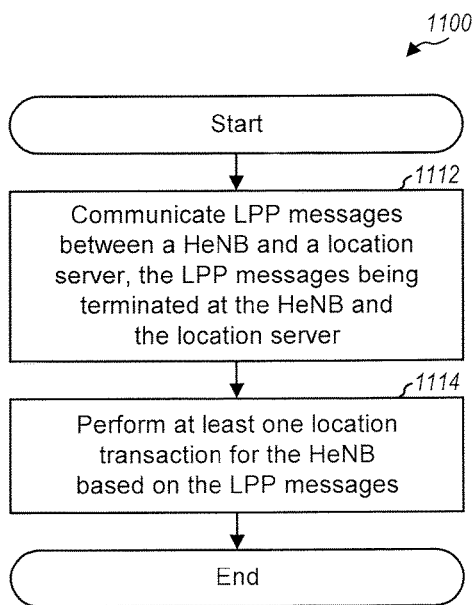 1100
Start
1112
Communicate LPP messages
between a HeNB and a location
server, the LPP messages being
terminated at the HeNB and
the location server
1114
Perform at least one location
transaction for the HeNB
based on the LPP messages
End